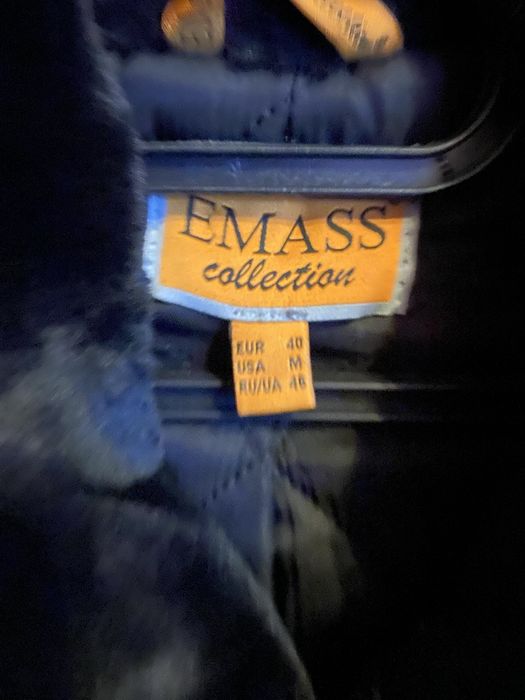 EMASS
collection
EUR 40
USA M
RU/UA 46